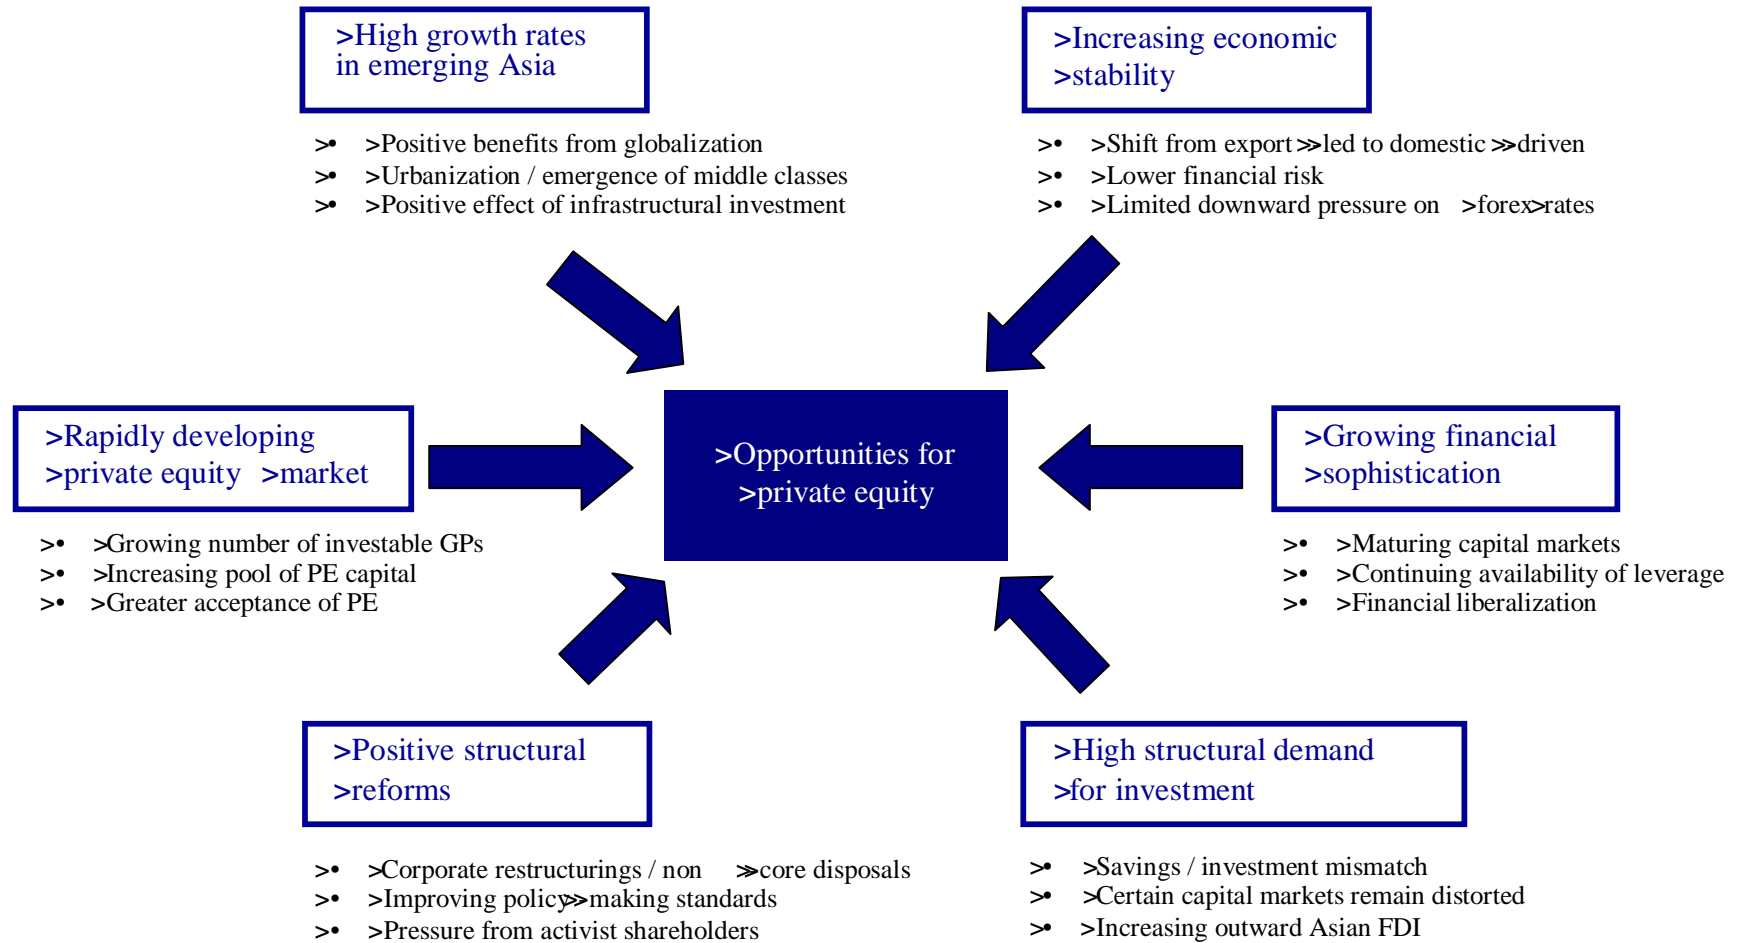 >High growth rates
in emerging Asia
>• >Positive benefits from globalization
>• >Urbanization / emergence of middle classes
>• >Positive effect of infrastructural investment
>Increasing economic
>stability
>• >Shift from export >>led to domestic >>driven
>• >Lower financial risk
>• >Limited downward pressure on >forex>rates
>Rapidly developing
>private equity >market
>• >Growing number of investable GPs
>• >Increasing pool of PE capital
>• >Greater acceptance of PE
>Opportunities for
>private equity
>Growing financial
>sophistication
>• >Maturing capital markets
>• >Continuing availability of leverage
>• >Financial liberalization
>Positive structural
>reforms
>• >Corporate restructurings / non >>core disposals
>• >Improving policy>>making standards
>• >Pressure from activist shareholders
>High structural demand
>for investment
>• >Savings / investment mismatch
>• >Certain capital markets remain distorted
>• >Increasing outward Asian FDI